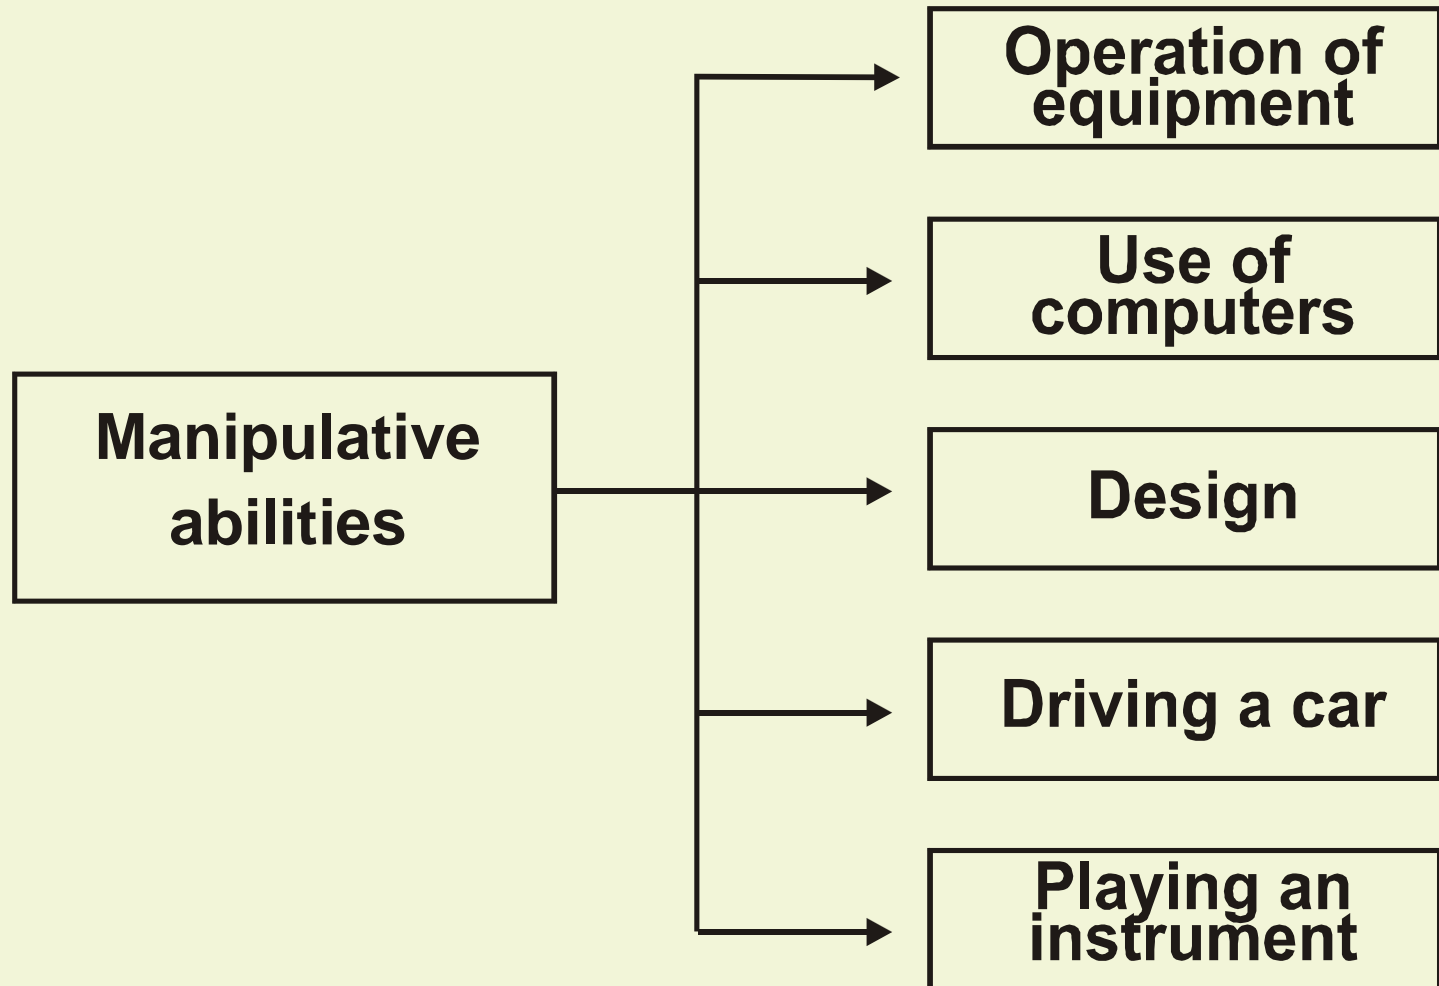 Operation of
equipment
Use of
computers
Manipulative
abilities
Design
Driving a car
Playing an
instrument